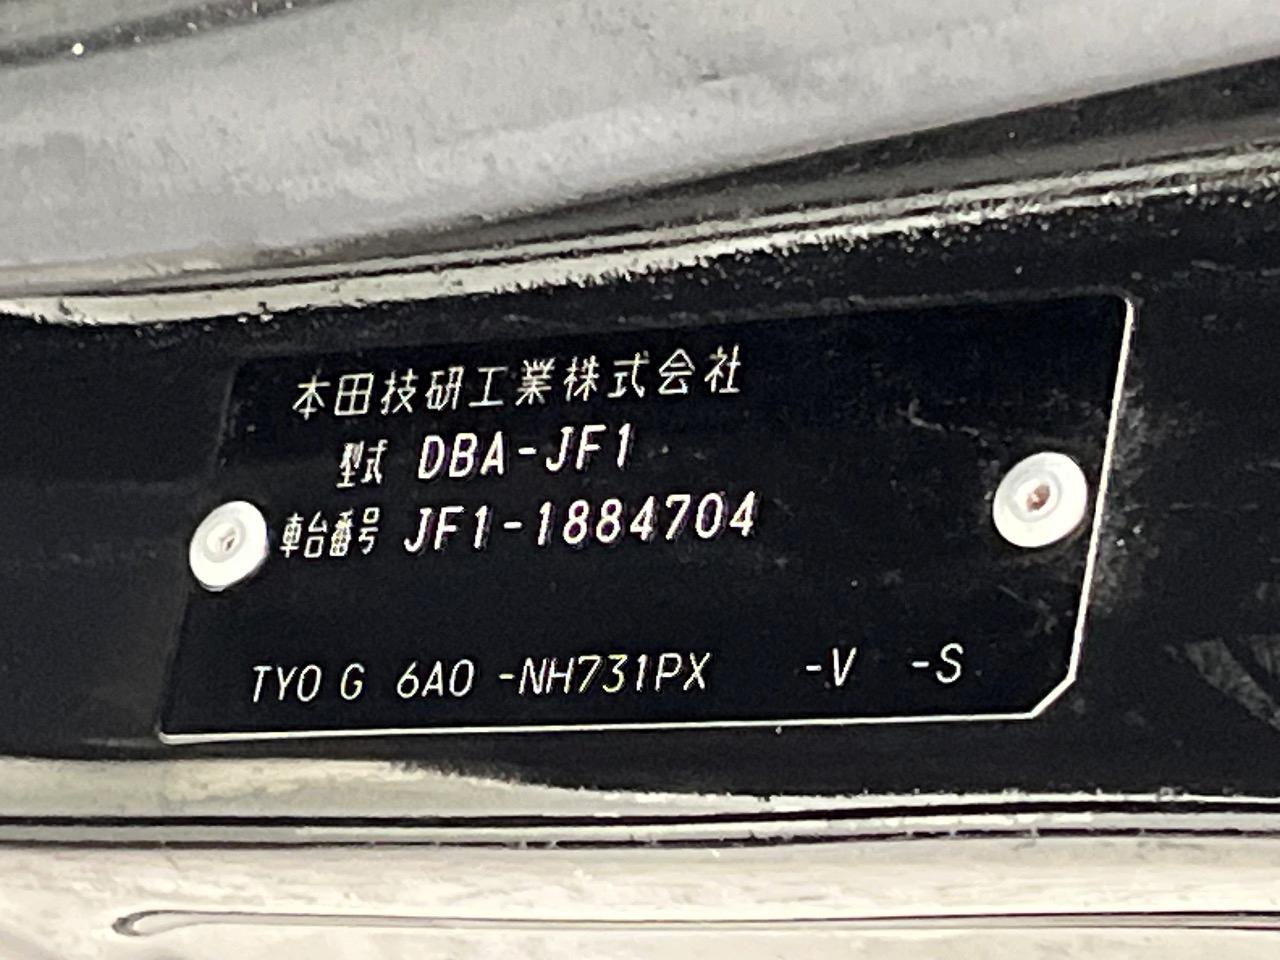 本田技研工業株式会社
型式 DBA-JF1
車台番号 JF1-1884704
TYO G 6A0 -NH731PX -V -S